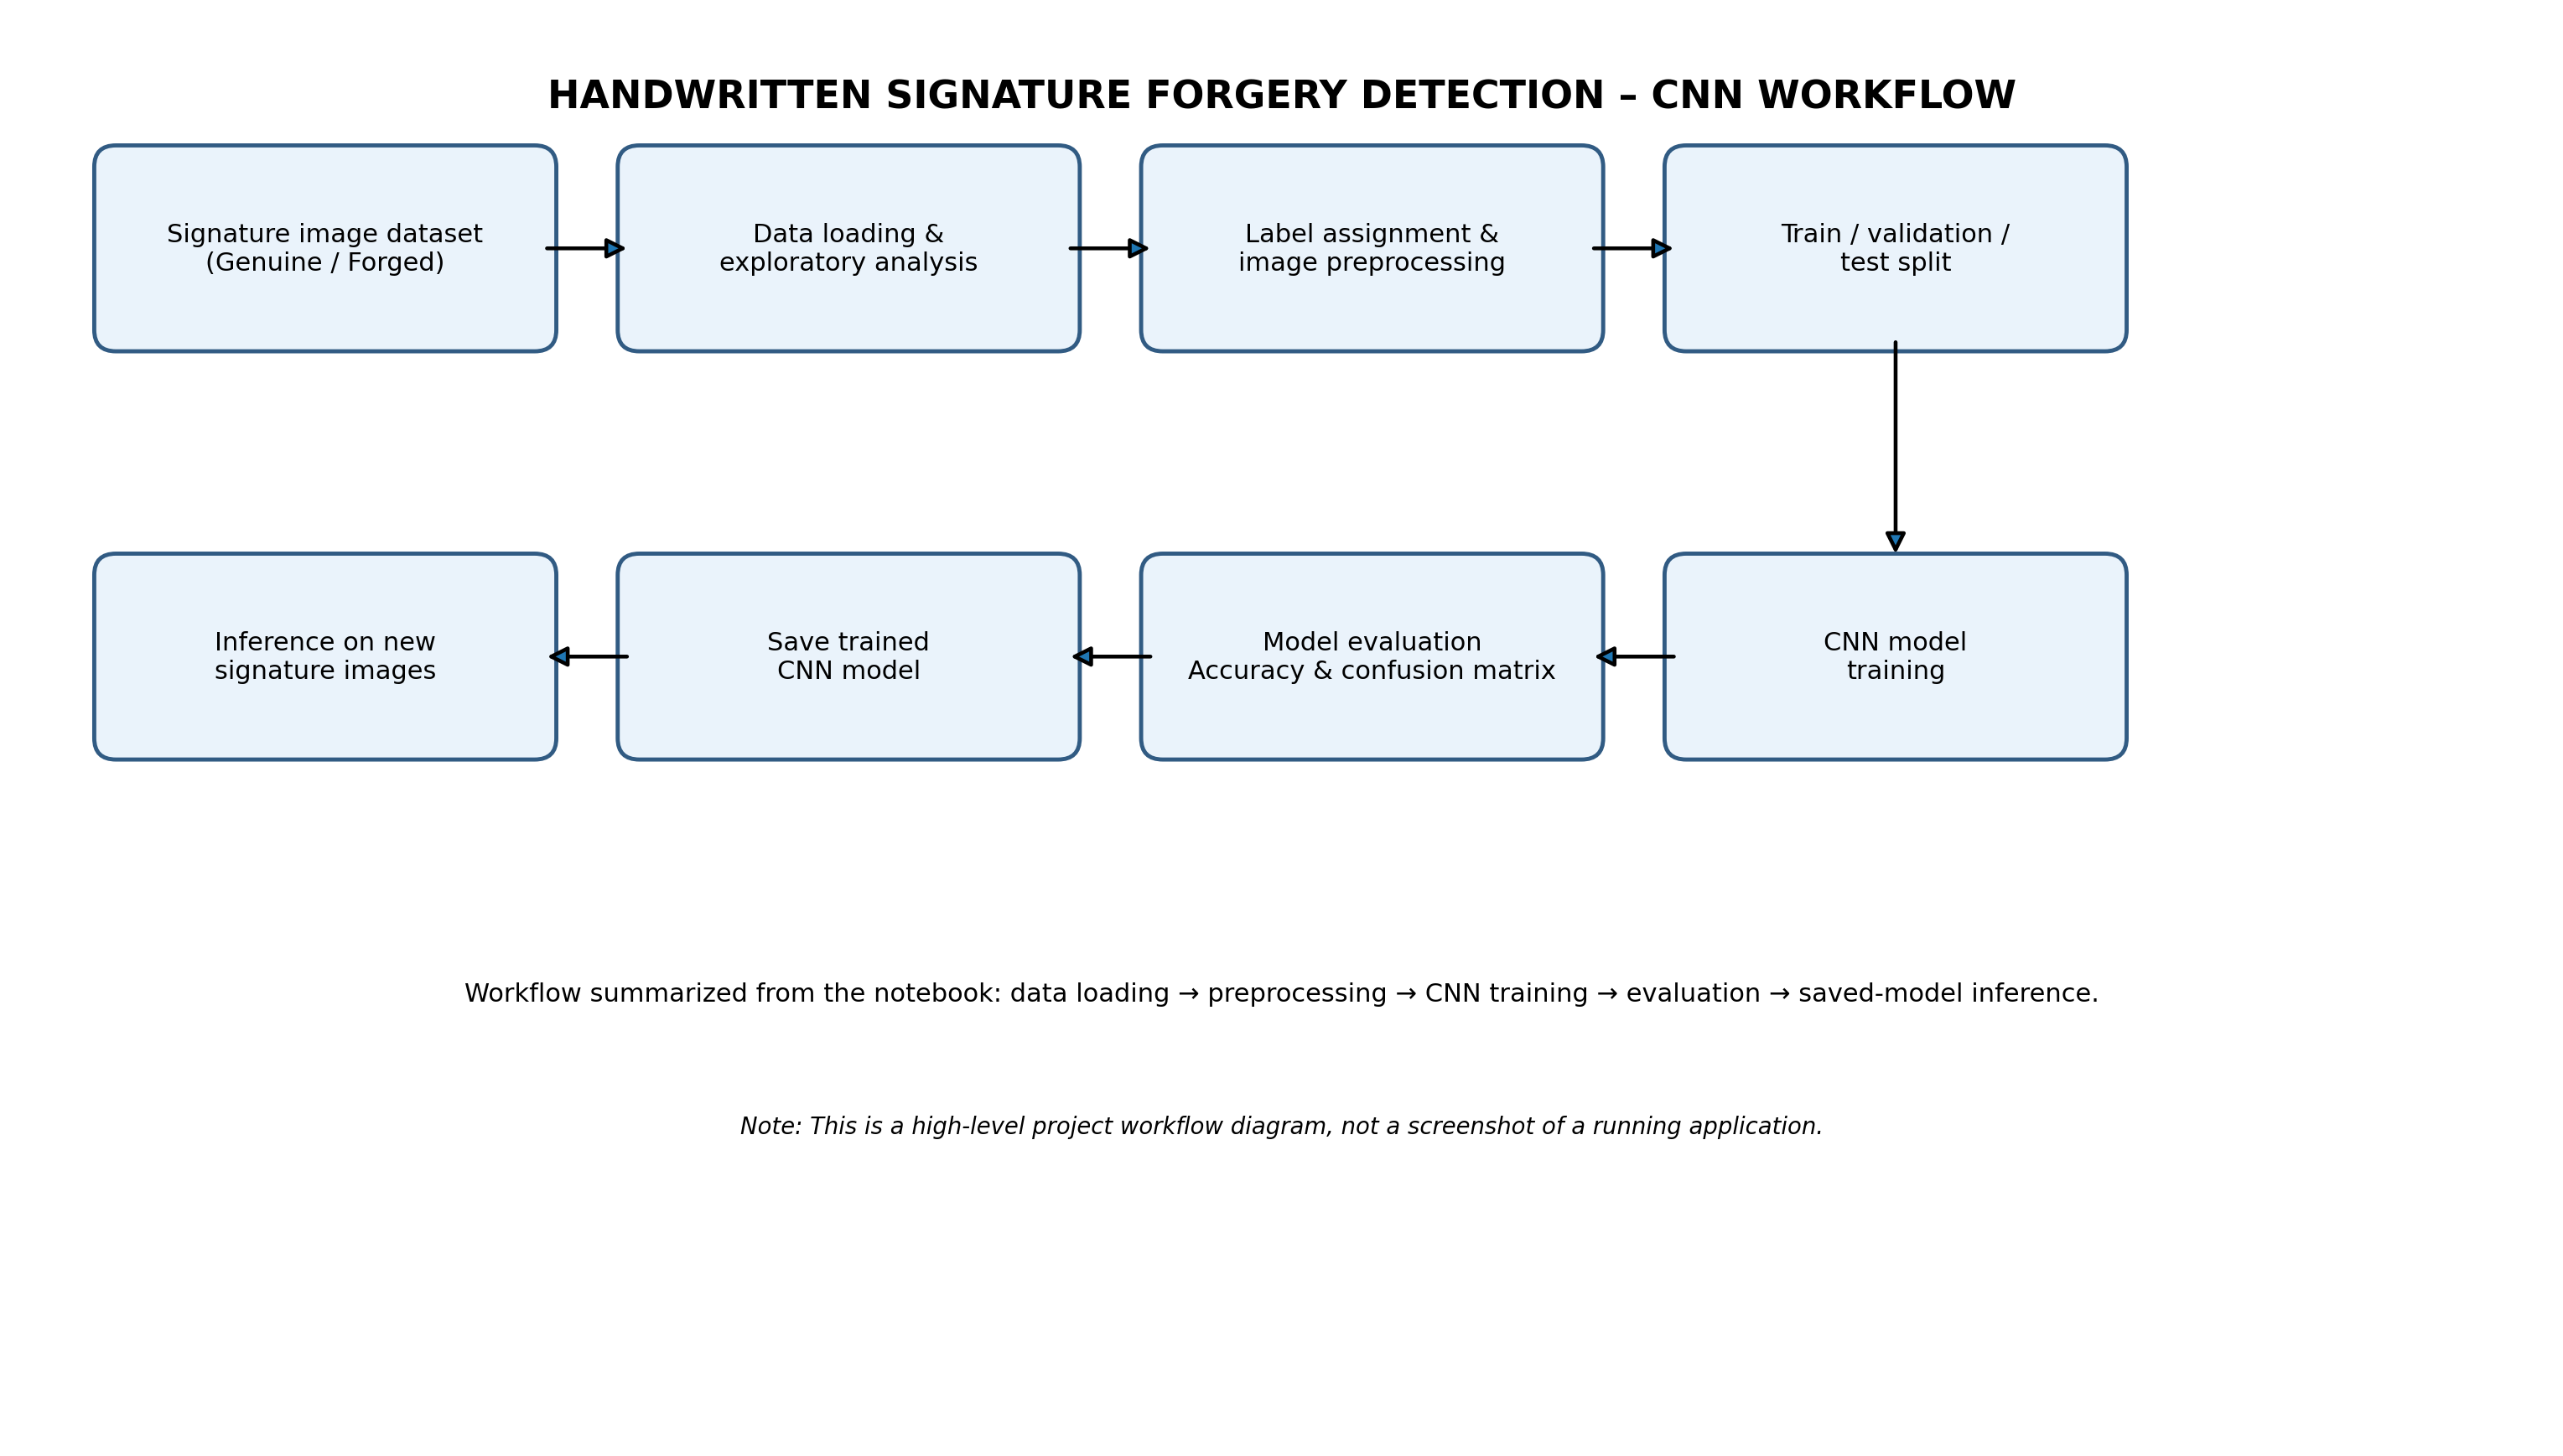 HANDWRITTEN SIGNATURE FORGERY DETECTION – CNN WORKFLOW
Signature image dataset
(Genuine / Forged)
Data loading &
exploratory analysis
Label assignment &
image preprocessing
Train / validation /
test split
CNN model
training
Model evaluation
Accuracy & confusion matrix
Save trained
CNN model
Inference on new
signature images
Workflow summarized from the notebook: data loading → preprocessing → CNN training → evaluation → saved-model inference.
Note: This is a high-level project workflow diagram, not a screenshot of a running application.